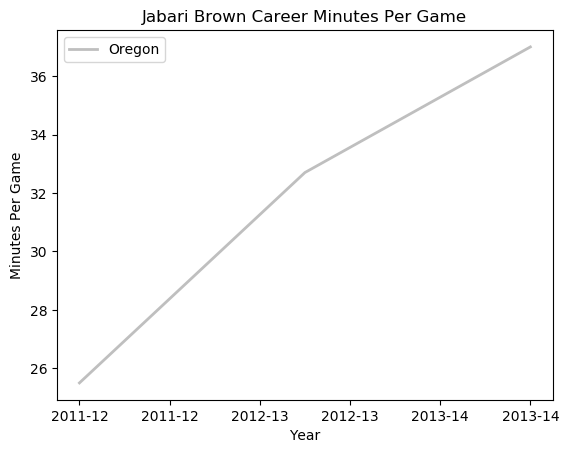 Jabari Brown Career Minutes Per Game
Oregon
36
34
32
30
28
26
Minutes Per Game
2011-12 2011-12 2012-13 2012-13 2013-14 2013-14
Year